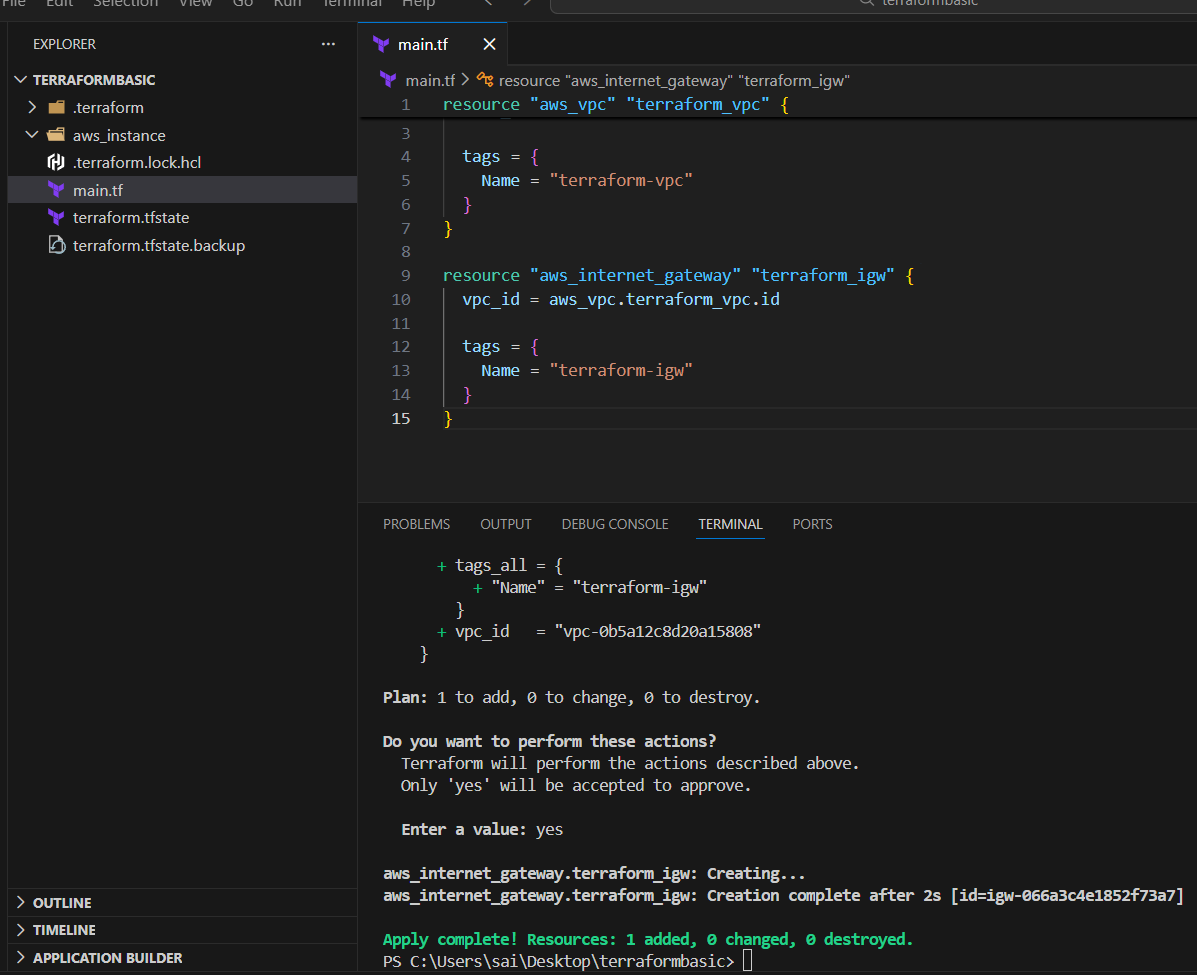 File Edit Selection View Go Run Terminal Help terraformbasic
EXPLORER
TERRAFORMBASIC
.terraform
aws_instance
.terraform.lock.hcl
main.tf
terraform.tfstate
terraform.tfstate.backup
OUTLINE
TIMELINE
APPLICATION BUILDER
main.tf
main.tf > resource "aws_internet_gateway" "terraform_igw"
1 resource "aws_vpc" "terraform_vpc" {
3
4   tags = {
5     Name = "terraform-vpc"
6   }
7 }
8
9 resource "aws_internet_gateway" "terraform_igw" {
10   vpc_id = aws_vpc.terraform_vpc.id
11
12   tags = {
13     Name = "terraform-igw"
14   }
15 }
PROBLEMS OUTPUT DEBUG CONSOLE TERMINAL PORTS
+ tags_all = {
+ "Name" = "terraform-igw"
}
+ vpc_id   = "vpc-0b5a12c8d20a15808"
}
Plan: 1 to add, 0 to change, 0 to destroy.
Do you want to perform these actions?
Terraform will perform the actions described above.
Only 'yes' will be accepted to approve.
Enter a value: yes
aws_internet_gateway.terraform_igw: Creating...
aws_internet_gateway.terraform_igw: Creation complete after 2s [id=igw-066a3c4e1852f73a7]
Apply complete! Resources: 1 added, 0 changed, 0 destroyed.
PS C:\Users\sai\Desktop\terraformbasic>